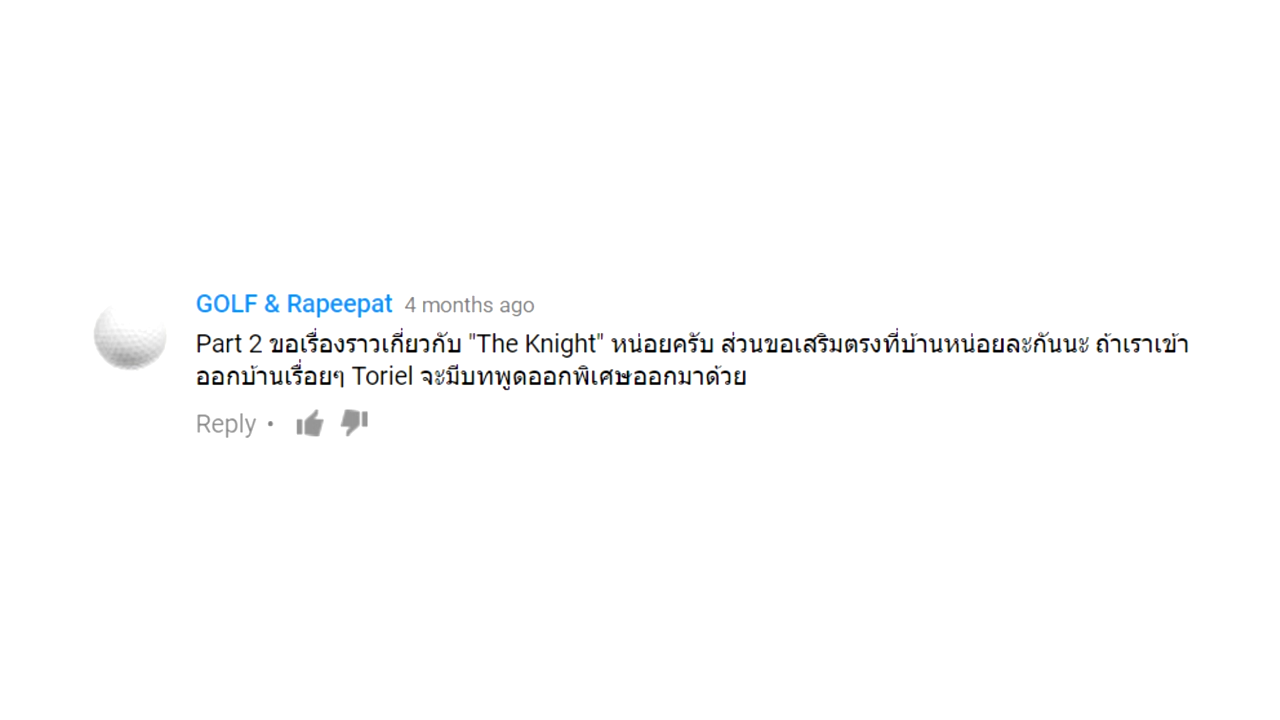 GOLF & Rapeepat 4 months ago
Part 2 ขอเรื่องราวเกี่ยวกับ "The Knight" หน่อยครับ ส่วนขอเสริมตรงที่บ้านหน่อยละกันนะ ถ้าเราเข้า
ออกบ้านเรื่อยๆ Toriel จะมีบทพูดออกพิเศษออกมาด้วย
Reply •